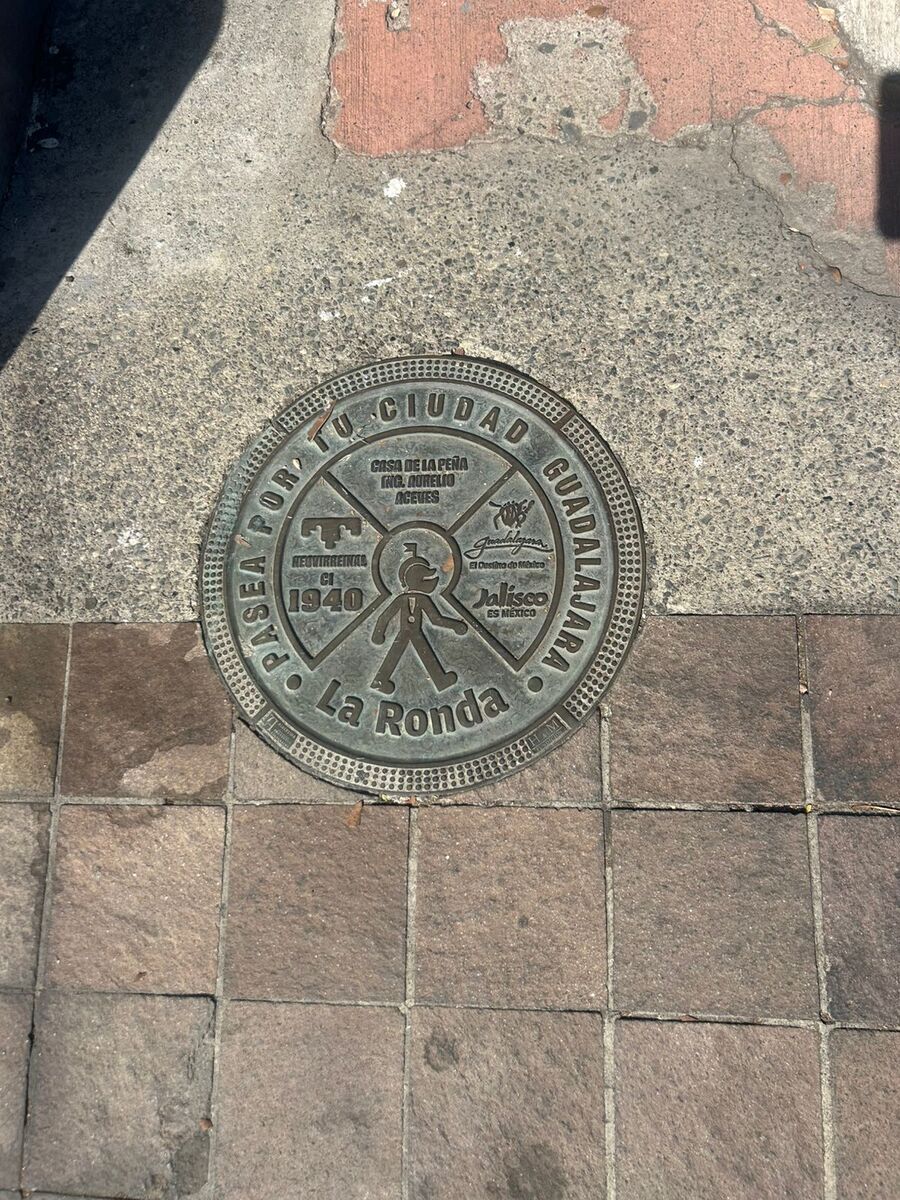 PASEA POR TU CIUDAD GUADALAJARA
CASA DE LA PEÑA
ING. AURELIO
ACEVES
NEOVIRREINAL
CI
1940
Guadalajara
El Destino de México
Jalisco
ES MÉXICO
La Ronda